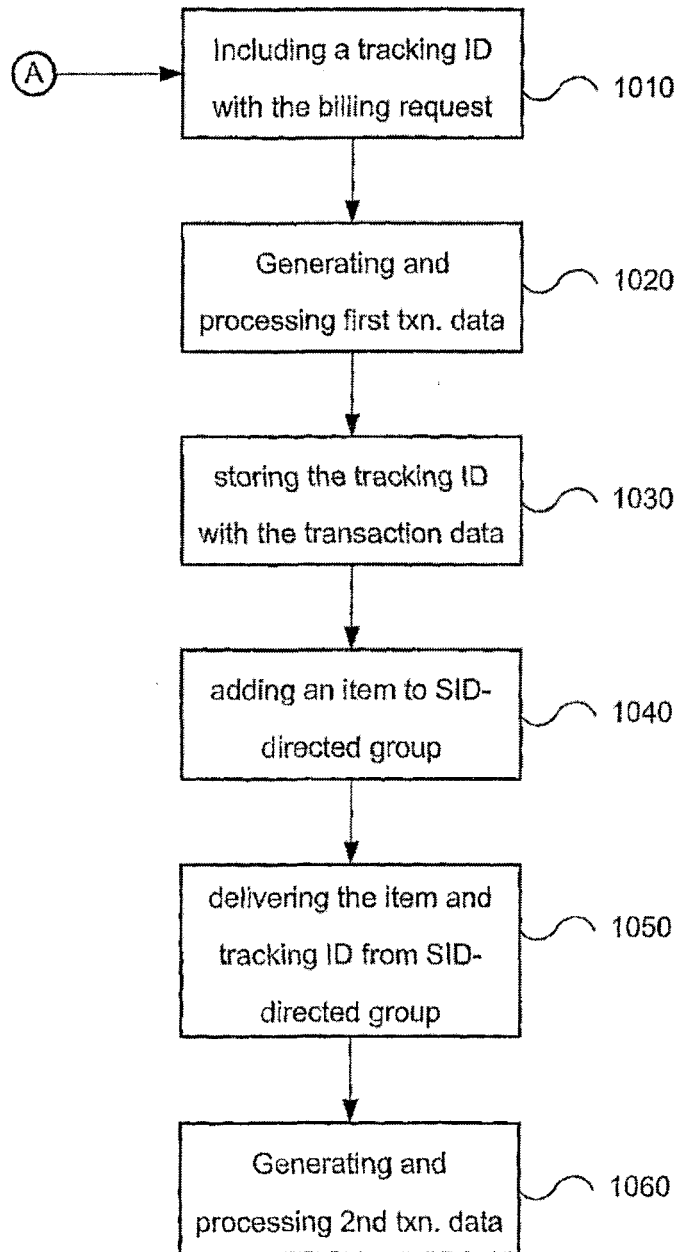 A
Including a tracking ID
with the billing request
1010
Generating and
processing first txn. data
1020
storing the tracking ID
with the transaction data
1030
adding an item to SID-
directed group
1040
delivering the item and
tracking ID from SID-
directed group
1050
Generating and
processing 2nd txn. data
1060